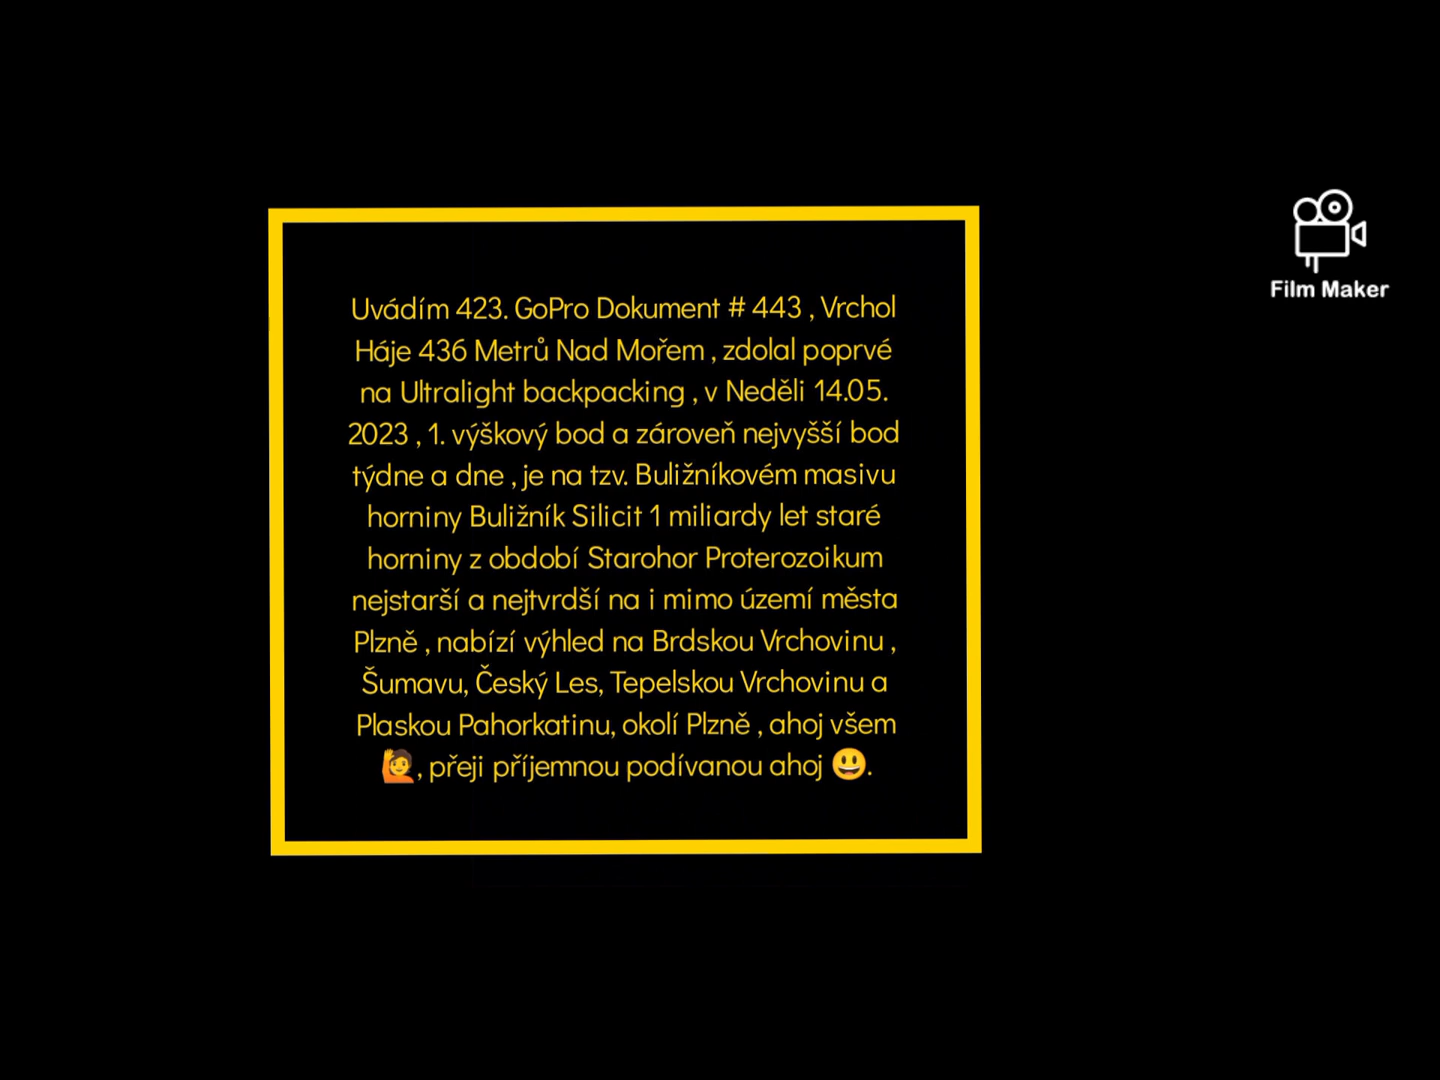 Uvádím 423. GoPro Dokument # 443 , Vrchol
Háje 436 Metrů Nad Mořem , zdolal poprvé
na Ultralight backpacking , v Neděli 14.05.
2023 , 1. výškový bod a zároveň nejvyšší bod
týdne a dne , je na tzv. Buližníkovém masivu
horniny Buližník Silicit 1 miliardy let staré
horniny z období Starohor Proterozoikum
nejstarší a nejtvrdší na i mimo území města
Plzně , nabízí výhled na Brdskou Vrchovinu ,
Šumavu, Český Les, Tepelskou Vrchovinu a
Plaskou Pahorkatinu, okolí Plzně , ahoj všem
🙋, přeji příjemnou podívanou ahoj 😃.
Film Maker